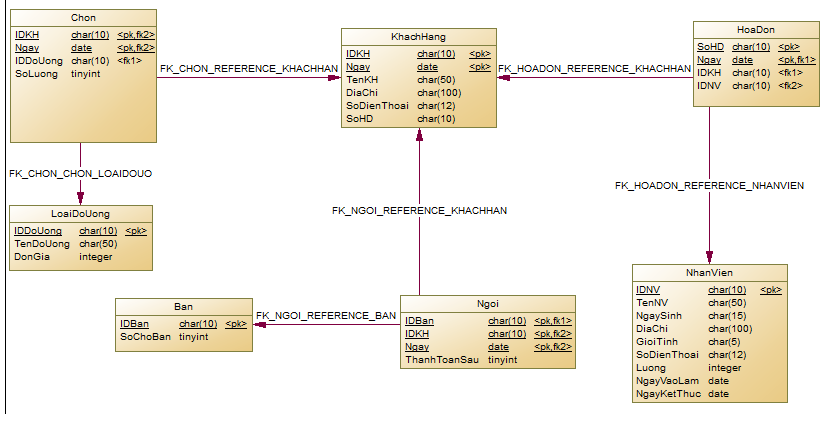 Chon
IDKH char(10) <pk,fk2>
Ngay date <pk,fk2>
IDDoUong char(10) <fk1>
SoLuong tinyint
KhachHang
IDKH char(10) <pk>
Ngay date <pk>
TenKH char(50)
DiaChi char(100)
SoDienThoai char(12)
SoHD char(10)
HoaDon
SoHD char(10) <pk>
Ngay date <pk,fk1>
IDKH char(10) <fk1>
IDNV char(10) <fk2>
FK_CHON_REFERENCE_KHACHHAN
FK_HOADON_REFERENCE_KHACHHAN
FK_CHON_CHON_LOAIDOUO
FK_HOADON_REFERENCE_NHANVIEN
FK_NGOI_REFERENCE_KHACHHAN
LoaiDoUong
IDDoUong char(10) <pk>
TenDoUong char(50)
DonGia integer
Ban
IDBan char(10) <pk>
SoChoBan tinyint
FK_NGOI_REFERENCE_BAN
Ngoi
IDBan char(10) <pk,fk1>
IDKH char(10) <pk,fk2>
Ngay date <pk,fk2>
ThanhToanSau tinyint
NhanVien
IDNV char(10) <pk>
TenNV char(50)
NgaySinh char(15)
DiaChi char(100)
GioiTinh char(5)
SoDienThoai char(12)
Luong integer
NgayVaoLam date
NgayKetThuc date